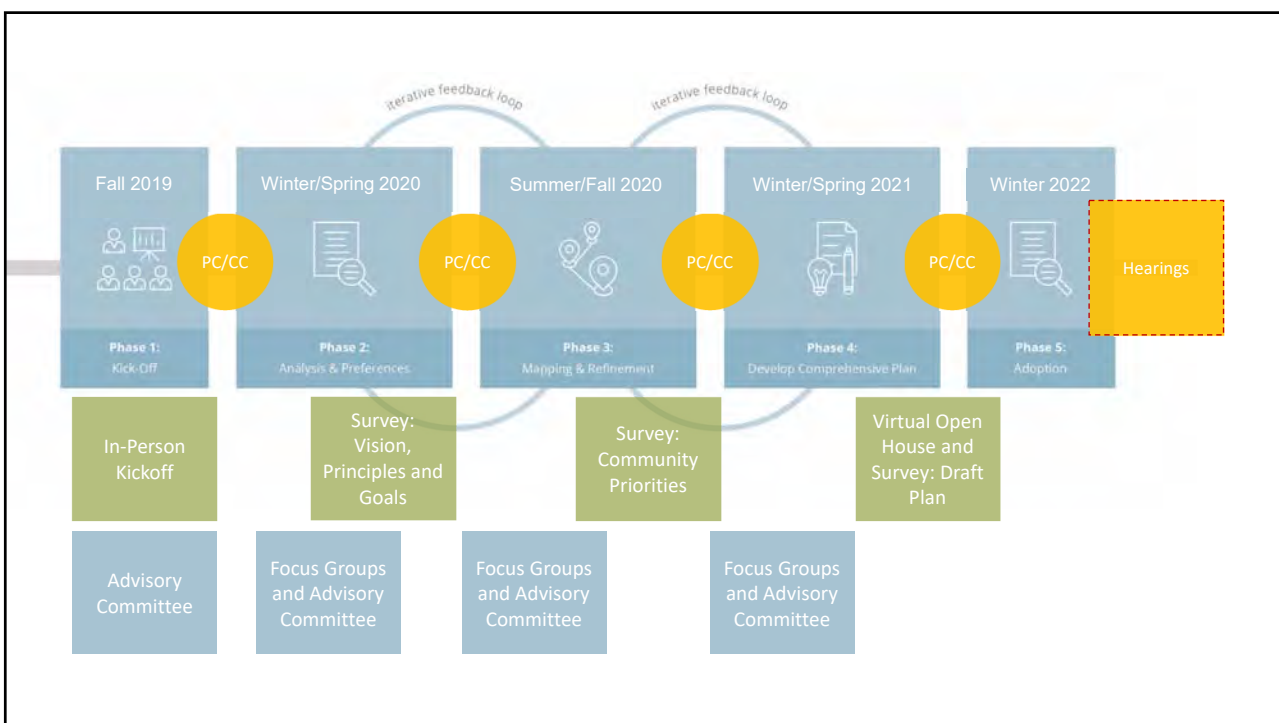 iterative feedback loop
iterative feedback loop
Fall 2019
Winter/Spring 2020
Summer/Fall 2020
Winter/Spring 2021
Winter 2022
PC/CC
PC/CC
PC/CC
PC/CC
Hearings
Phase 1:
Kick-Off
Phase 2:
Analysis & Preferences
Phase 3:
Mapping & Refinement
Phase 4:
Develop Comprehensive Plan
Phase 5:
Adoption
In-Person
Kickoff
Survey:
Vision,
Principles and
Goals
Survey:
Community
Priorities
Virtual Open
House and
Survey: Draft
Plan
Advisory
Committee
Focus Groups
and Advisory
Committee
Focus Groups
and Advisory
Committee
Focus Groups
and Advisory
Committee